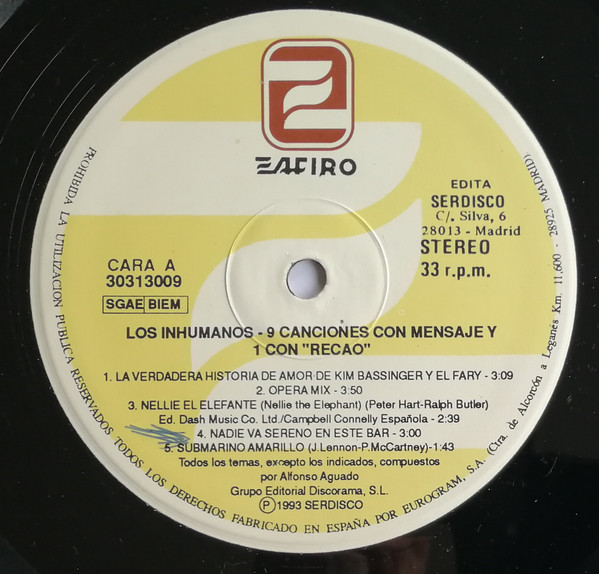 ZAFIRO
EDITA
SERDISCO
C/. Silva, 6
28013 - Madrid
STEREO
33 r.p.m.
CARA A
30313009
SGAE BIEM
LOS INHUMANOS - 9 CANCIONES CON MENSAJE Y
1 CON "RECAO"
1. LA VERDADERA HISTORIA DE AMOR DE KIM BASSINGER Y EL FARY - 3:09
2. OPERA MIX - 3:50
3. NELLIE EL ELEFANTE (Nellie the Elephant) (Peter Hart-Ralph Butler)
Ed. Dash Music Co. Ltd./Campbell Connelly Española - 2:39
4. NADIE VA SERENO EN ESTE BAR - 3:00
5. SUBMARINO AMARILLO (J.Lennon-P.McCartney)-1:43
Todos los temas, excepto los indicados, compuestos
por Alfonso Aguado
Grupo Editorial Discorama, S.L.
Ⓟ 1993 SERDISCO
PROHIBIDA LA UTILIZACION PUBLICA RESERVADOS TODOS LOS DERECHOS FABRICADO EN ESPAÑA POR EUROGRAM, S.A. (Ctra. de Alcorcón a Leganés Km. 11,600 - 28925 MADRID).